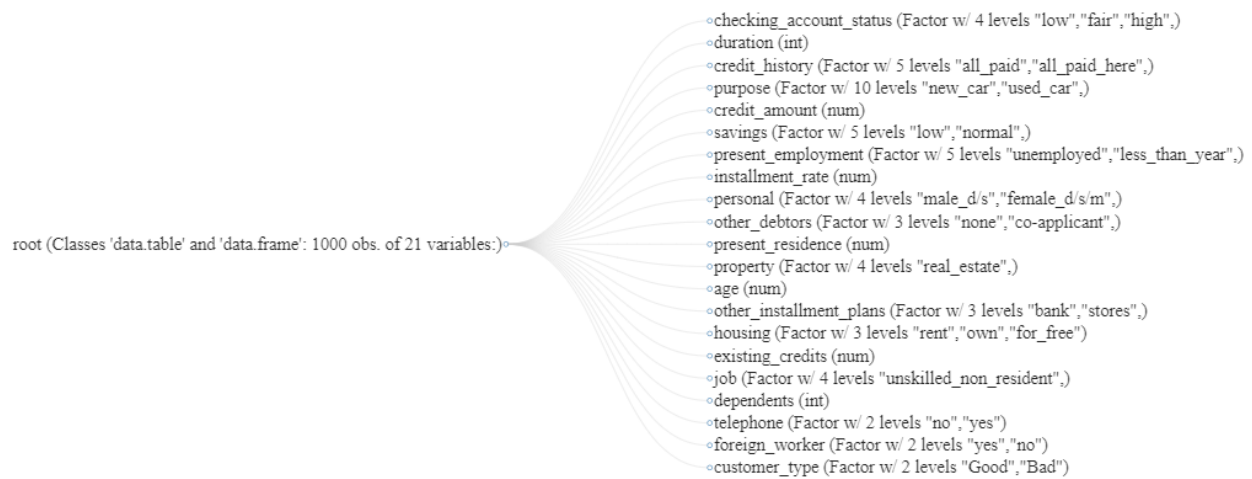 checking_account_status (Factor w/ 4 levels "low","fair","high",)
duration (int)
credit_history (Factor w/ 5 levels "all_paid","all_paid_here",)
purpose (Factor w/ 10 levels "new_car","used_car",)
credit_amount (num)
savings (Factor w/ 5 levels "low","normal",)
present_employment (Factor w/ 5 levels "unemployed","less_than_year",)
installment_rate (num)
personal (Factor w/ 4 levels "male_d/s","female_d/s/m",)
other_debtors (Factor w/ 3 levels "none","co-applicant",)
root (Classes 'data.table' and 'data.frame': 1000 obs. of 21 variables:)
present_residence (num)
property (Factor w/ 4 levels "real_estate",)
age (num)
other_installment_plans (Factor w/ 3 levels "bank","stores",)
housing (Factor w/ 3 levels "rent","own","for_free")
existing_credits (num)
job (Factor w/ 4 levels "unskilled_non_resident",)
dependents (int)
telephone (Factor w/ 2 levels "no","yes")
foreign_worker (Factor w/ 2 levels "yes","no")
customer_type (Factor w/ 2 levels "Good","Bad")